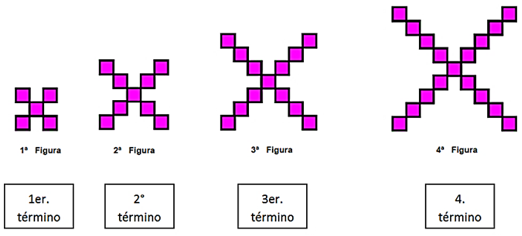 1ª Figura
2ª Figura
3ª Figura
4ª Figura
1er.
término
2°
término
3er.
término
4.
término